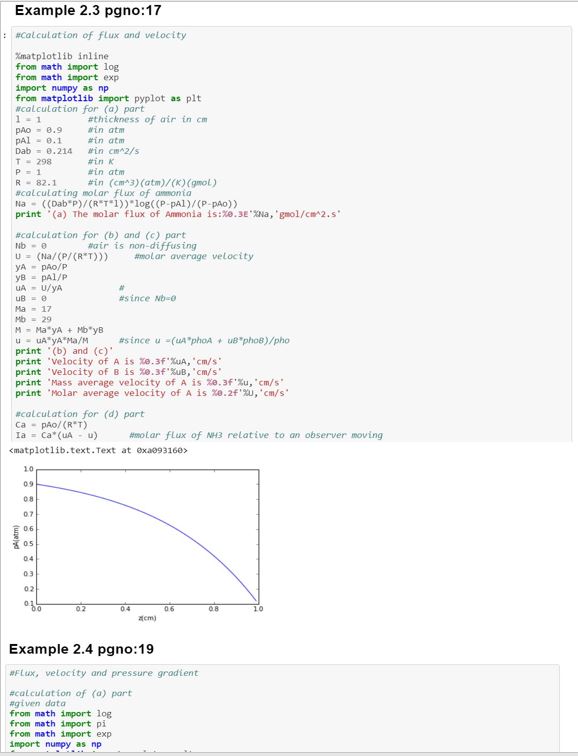 Example 2.3 pgno:17
: #Calculation of flux and velocity
%matplotlib inline
from math import log
from math import exp
import numpy as np
from matplotlib import pyplot as plt
#calculation for (a) part
l = 1 #thickness of air in cm
pAo = 0.9 #in atm
pAl = 0.1 #in atm
Dab = 0.214 #in cm^2/s
T = 298 #in K
P = 1 #in atm
R = 82.1 #in (cm^3)(atm)/(K)(gmol)
#calculating molar flux of ammonia
Na = ((Dab*P)/(R*T*l))*log((P-pAl)/(P-pAo))
print '(a) The molar flux of Ammonia is:%0.3E'%Na,'gmol/cm^2.s'
#calculation for (b) and (c) part
Nb = 0 #air is non-diffusing
U = (Na/(P/(R*T))) #molar average velocity
yA = pAo/P
yB = pAl/P
uA = U/yA #
uB = 0 #since Nb=0
Ma = 17
Mb = 29
M = Ma*yA + Mb*yB
u = uA*yA*Ma/M #since u =(uA*phoA + uB*phoB)/pho
print '(b) and (c)'
print 'Velocity of A is %0.3f'%uA,'cm/s'
print 'Velocity of B is %0.3f'%uB,'cm/s'
print 'Mass average velocity of A is %0.3f'%u,'cm/s'
print 'Molar average velocity of A is %0.2f'%U,'cm/s'
#calculation for (d) part
Ca = pAo/(R*T)
Ia = Ca*(uA - u) #molar flux of NH3 relative to an observer moving
<matplotlib.text.Text at 0xa093160>
1.0
0.9
0.8
0.7
0.6
0.5
0.4
0.3
0.2
0.1
pA(atm)
0.0 0.2 0.4 0.6 0.8 1.0
z(cm)
Example 2.4 pgno:19
#Flux, velocity and pressure gradient
#calculation of (a) part
#given data
from math import log
from math import pi
from math import exp
import numpy as np